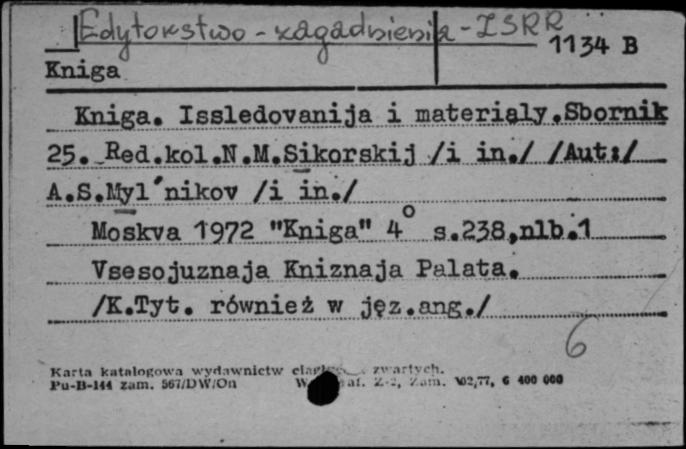 Edytorstwo - zagadnienia - ZSRR
1134 B
Kniga
Kniga. Issledovanija i materialy.Sbornik
25. Red.kol.N.M.Sikorskij /i in./ /Aut:/
A.S.Myl'nikov /i in./
Moskva 1972 "Kniga" 4° s.238,nlb.1
Vsesojuznaja Kniznaja Palata.
/K.Tyt. również w jęz.ang./
6
Karta katalogowa wydawnictw zwartych.
Pu-B-144 zam. 567/DW/On Z-2, Zam. 102,77, 6 400 000